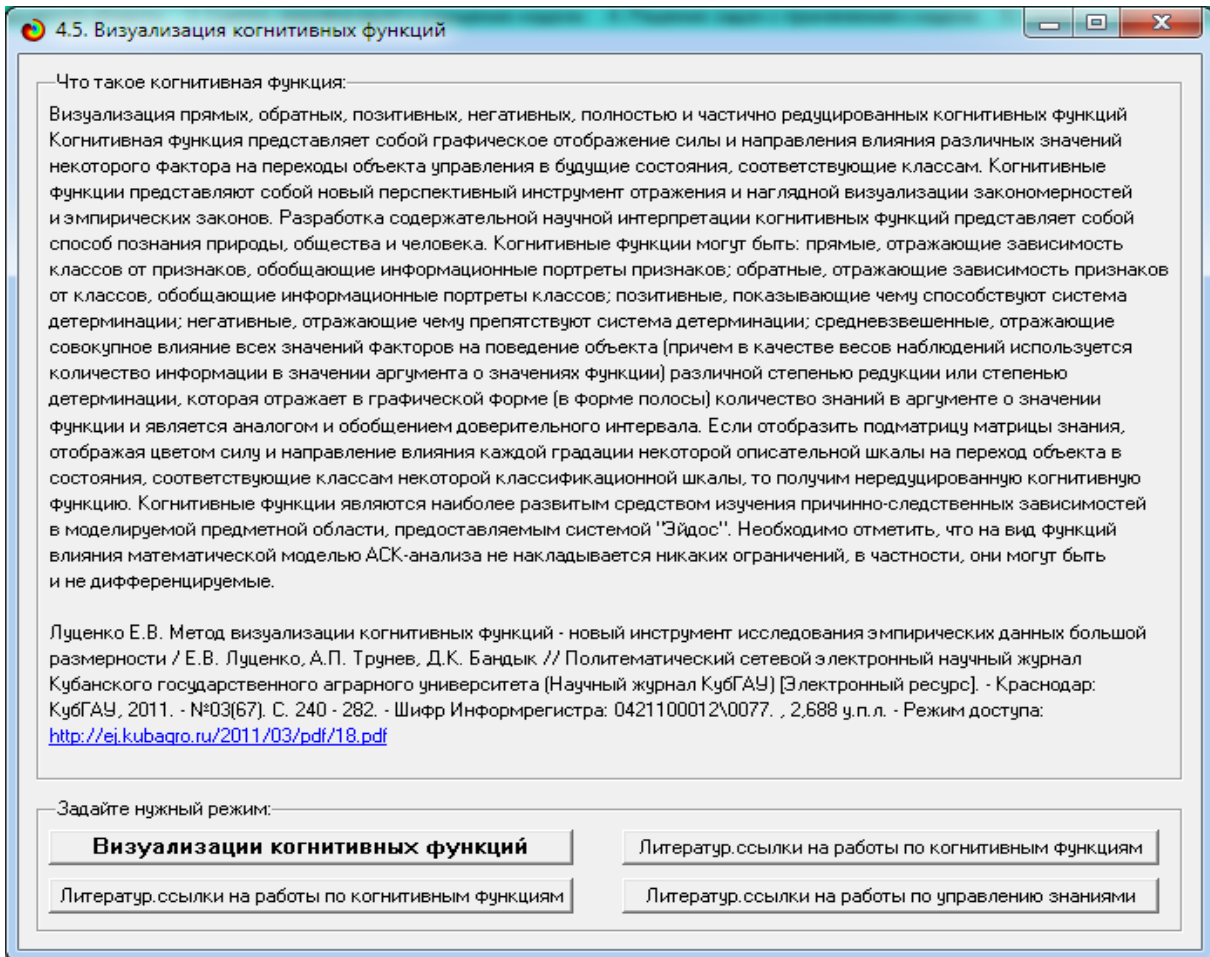 4.5. Визуализация когнитивных функций
Что такое когнитивная функция:
Визуализация прямых, обратных, позитивных, негативных, полностью и частично редуцированных когнитивных функций
Когнитивная функция представляет собой графическое отображение силы и направления влияния различных значений
некоторого фактора на переходы объекта управления в будущие состояния, соответствующие классам. Когнитивные
функции представляют собой новый перспективный инструмент отражения и наглядной визуализации закономерностей
и эмпирических законов. Разработка содержательной научной интерпретации когнитивных функций представляет собой
способ познания природы, общества и человека. Когнитивные функции могут быть: прямые, отражающие зависимость
классов от признаков, обобщающие информационные портреты признаков; обратные, отражающие зависимость признаков
от классов, обобщающие информационные портреты классов; позитивные, показывающие чему способствуют система
детерминации; негативные, отражающие чему препятствуют система детерминации; средневзвешенные, отражающие
совокупное влияние всех значений факторов на поведение объекта (причем в качестве весов наблюдений используется
количество информации в значении аргумента о значениях функции) различной степенью редукции или степенью
детерминации, которая отражает в графической форме (в форме полосы) количество знаний в аргументе о значении
функции и является аналогом и обобщением доверительного интервала. Если отобразить подматрицу матрицы знания,
отображая цветом силу и направление влияния каждой градации некоторой описательной шкалы на переход объекта в
состояния, соответствующие классам некоторой классификационной шкалы, то получим нередуцированную когнитивную
функцию. Когнитивные функции являются наиболее развитым средством изучения причинно-следственных зависимостей
в моделируемой предметной области, предоставляемым системой "Эйдос". Необходимо отметить, что на вид функций
влияния математической моделью АСК-анализа не накладывается никаких ограничений, в частности, они могут быть
и не дифференцируемые.
Луценко Е.В. Метод визуализации когнитивных функций - новый инструмент исследования эмпирических данных большой
размерности / Е.В. Луценко, А.П. Трунев, Д.К. Бандык // Политематический сетевой электронный научный журнал
Кубанского государственного аграрного университета (Научный журнал КубГАУ) [Электронный ресурс]. - Краснодар:
КубГАУ, 2011. - №03(67). С. 240 - 282. - Шифр Информрегистра: 0421100012\0077. , 2,688 у.п.л. - Режим доступа:
http://ej.kubagro.ru/2011/03/pdf/18.pdf
Задайте нужный режим:
Визуализации когнитивных функций
Литератур.ссылки на работы по когнитивным функциям
Литератур.ссылки на работы по когнитивным функциям
Литератур.ссылки на работы по управлению знаниями